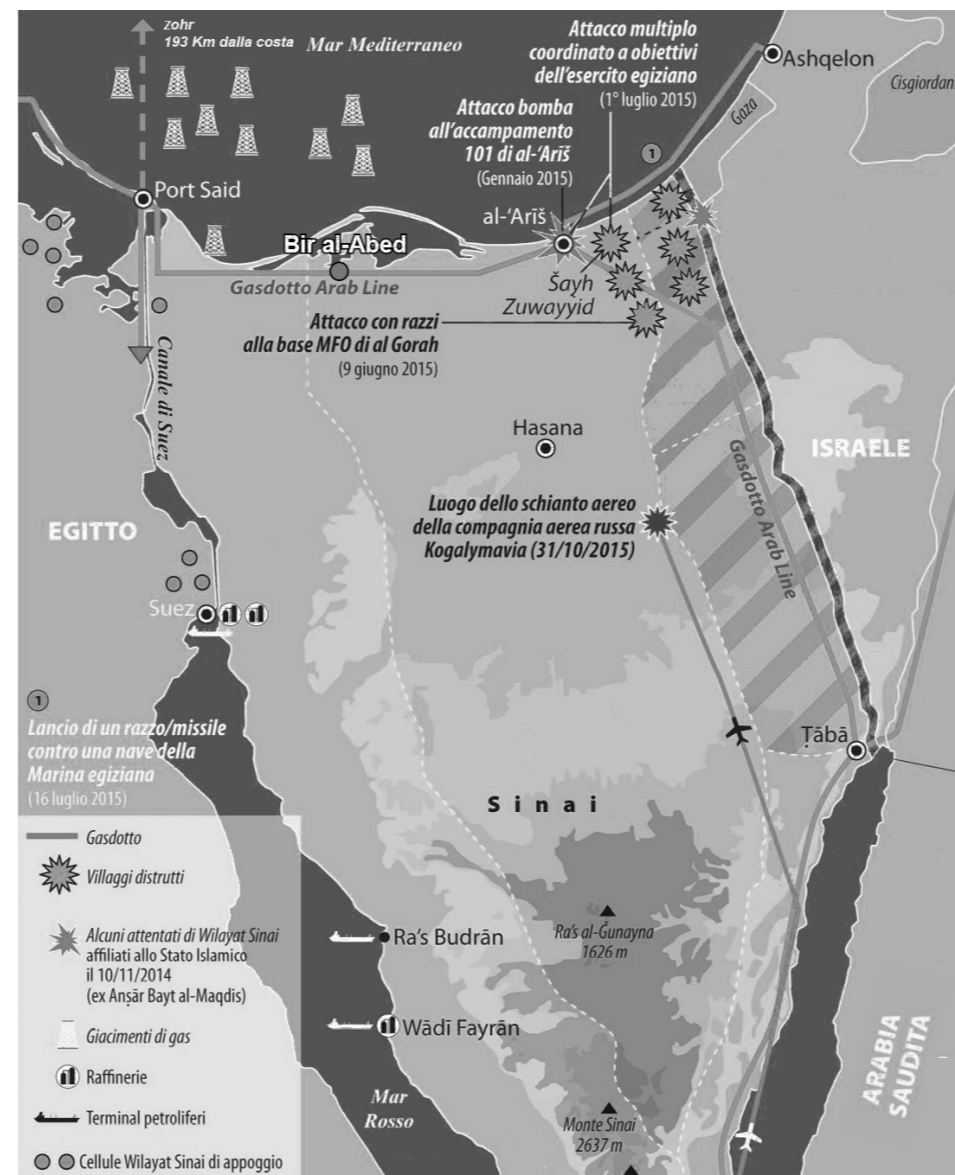 zohr
193 Km dalla costa
Mar Mediterraneo
Attacco multiplo
coordinato a obiettivi
dell'esercito egiziano
(1° luglio 2015)
Ashqelon
Cisgiordan
Gaza
Attacco bomba
all'accampamento
101 di al-'Arīš
(Gennaio 2015)
1
Port Said
al-'Arīš
Bir al-Abed
Gasdotto Arab Line
Šayh
Zuwayyid
Attacco con razzi
alla base MFO di al Gorah
(9 giugno 2015)
Canale di Suez
Hasana
ISRAELE
Gasdotto Arab Line
Luogo dello schianto aereo
della compagnia aerea russa
Kogalymavia (31/10/2015)
EGITTO
Suez
1
Lancio di un razzo/missile
contro una nave della
Marina egiziana
(16 luglio 2015)
Ṭābā
Sinai
Gasdotto
Villaggi distrutti
Alcuni attentati di Wilayat Sinai
affiliati allo Stato Islamico
il 10/11/2014
(ex Anṣār Bayt al-Maqdis)
Giacimenti di gas
Raffinerie
Terminal petroliferi
Cellule Wilayat Sinai di appoggio
Ra's Budrān
Ra's al-Ğunayna
1626 m
Wādī Fayrān
Mar
Rosso
Monte Sinai
2637 m
ARABIA
SAUDITA